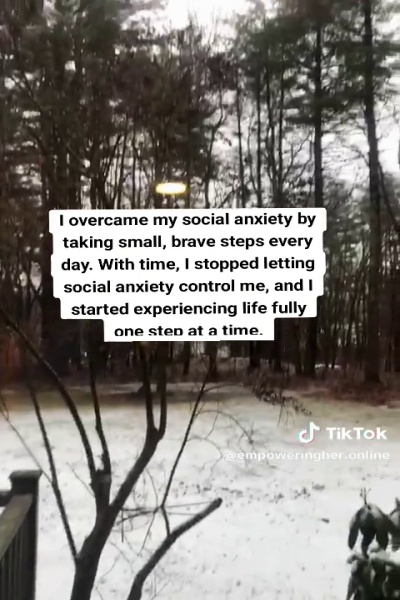 I overcame my social anxiety by
taking small, brave steps every
day. With time, I stopped letting
social anxiety control me, and I
started experiencing life fully
one step at a time.
TikTok
@empoweringher.online